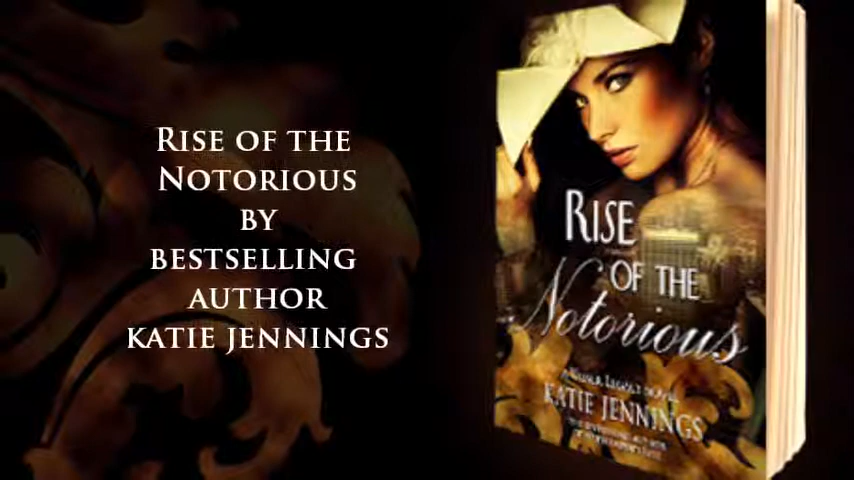 RISE OF THE
NOTORIOUS
BY
BESTSELLING
AUTHOR
KATIE JENNINGS
RISE
OF THE
Notorious
KATIE JENNINGS